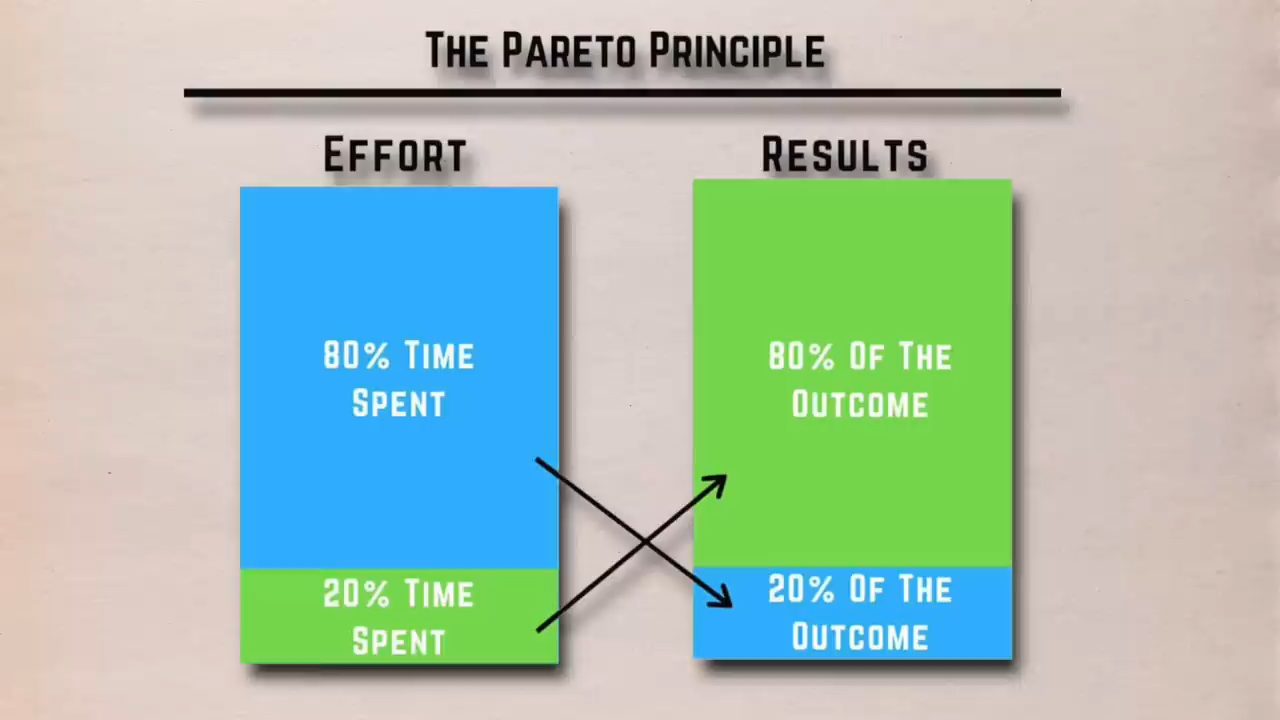 The Pareto Principle
Effort
Results
80% Time
Spent
80% Of The
Outcome
20% Time
Spent
20% Of The
Outcome